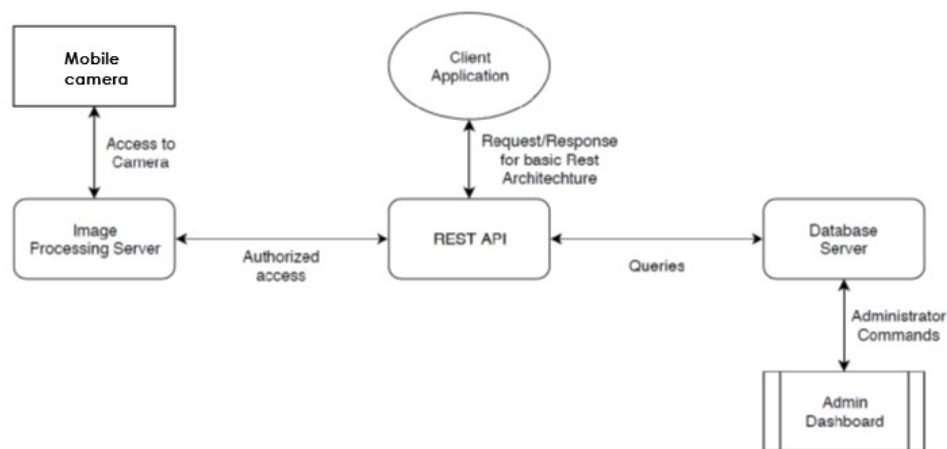 Mobile
camera
Client
Application
Access to
Camera
Request/Response
for basic Rest
Architechture
Image
Processing Server
REST API
Database
Server
Authorized
access
Queries
Administrator
Commands
Admin
Dashboard